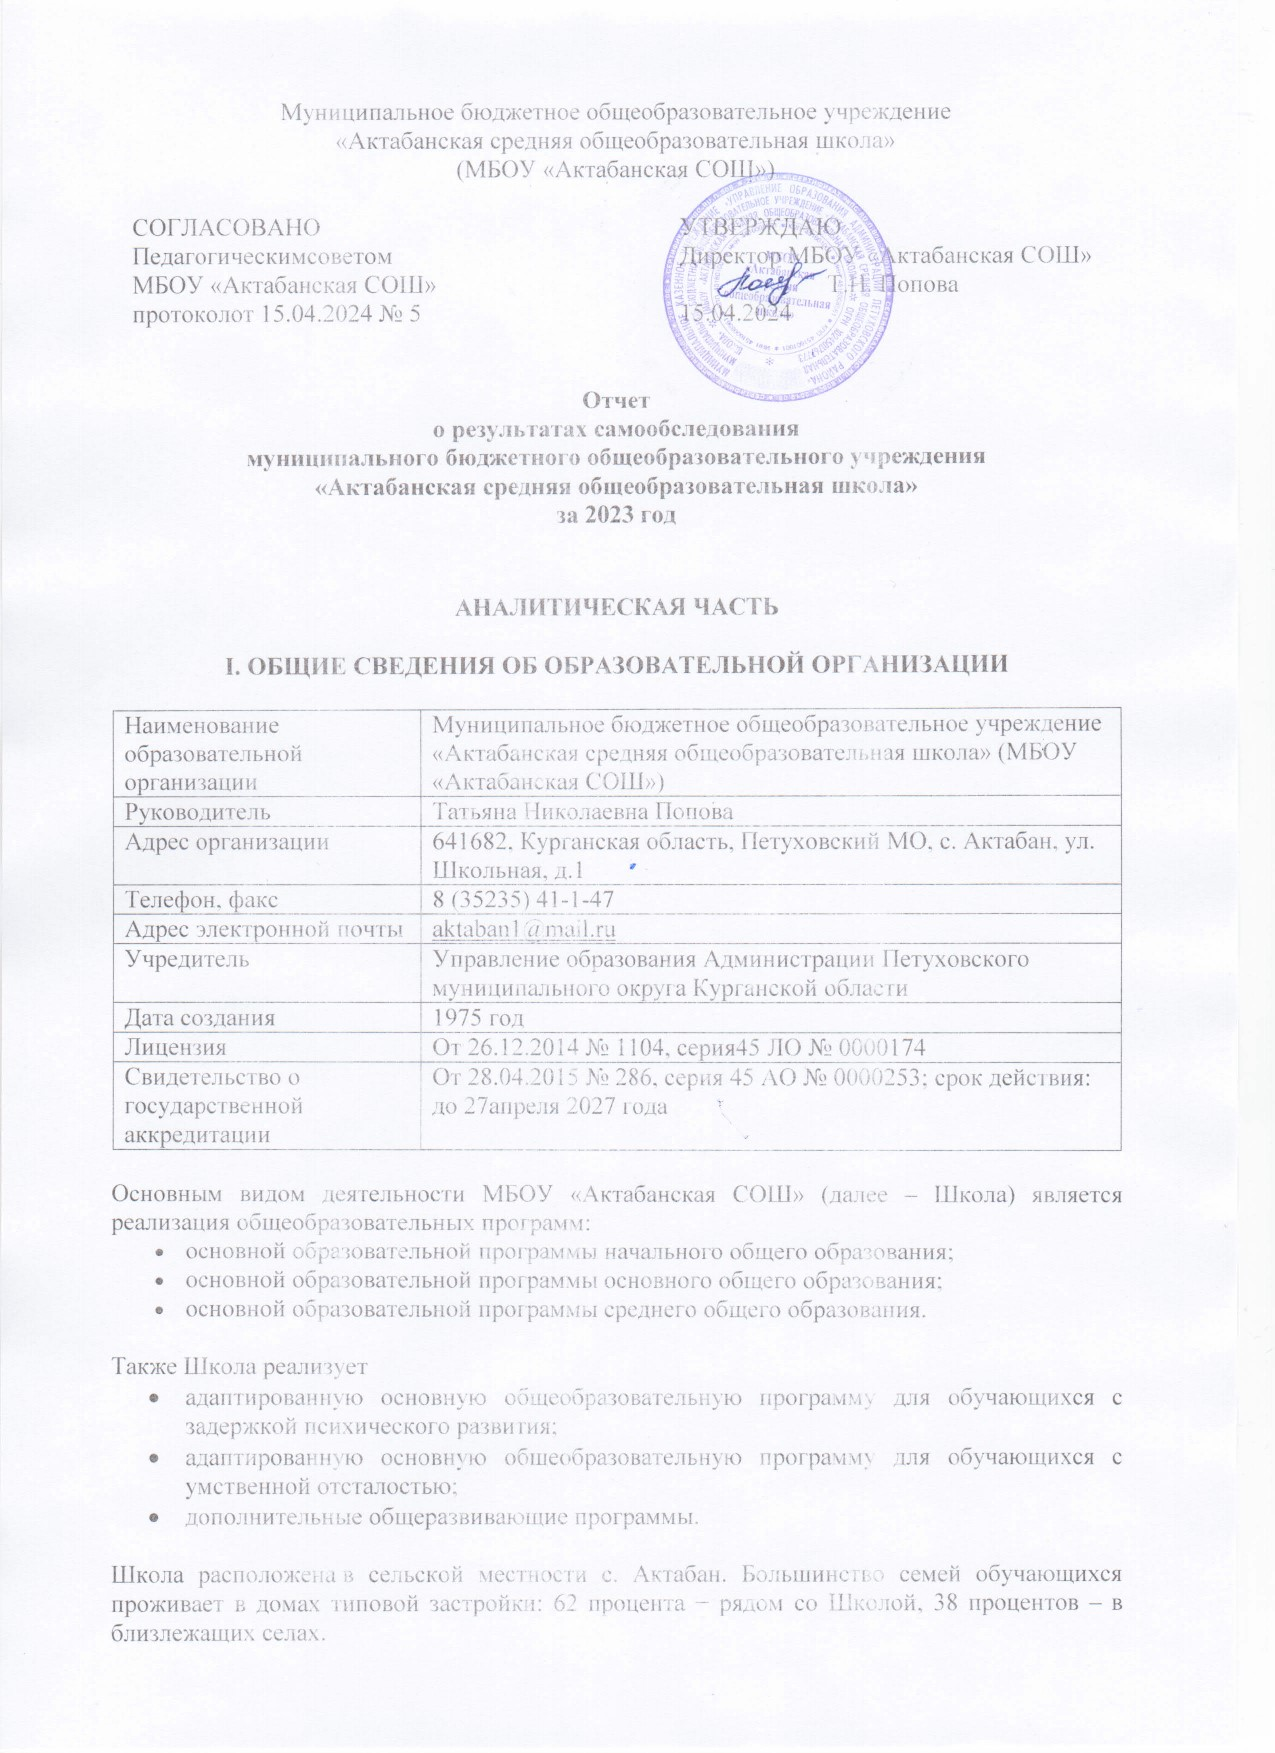 Муниципальное бюджетное общеобразовательное учреждение
«Актабанская средняя общеобразовательная школа»
(МБОУ «Актабанская СОШ»)
СОГЛАСОВАНО
Педагогическимсоветом
МБОУ «Актабанская СОШ»
протоколот 15.04.2024 № 5
УТВЕРЖДАЮ
Директор МБОУ «Актабанская СОШ»
Т.Н. Попова
15.04.2024
Отчет
о результатах самообследования
муниципального бюджетного общеобразовательного учреждения
«Актабанская средняя общеобразовательная школа»
за 2023 год
АНАЛИТИЧЕСКАЯ ЧАСТЬ
I. ОБЩИЕ СВЕДЕНИЯ ОБ ОБРАЗОВАТЕЛЬНОЙ ОРГАНИЗАЦИИ
Наименование
образовательной
организации
Муниципальное бюджетное общеобразовательное учреждение
«Актабанская средняя общеобразовательная школа» (МБОУ
«Актабанская СОШ»)
Руководитель
Татьяна Николаевна Попова
Адрес организации
641682, Курганская область, Петуховский МО, с. Актабан, ул.
Школьная, д.1
Телефон, факс
8 (35235) 41-1-47
Адрес электронной почты
aktaban1@mail.ru
Учредитель
Управление образования Администрации Петуховского
муниципального округа Курганской области
Дата создания
1975 год
Лицензия
От 26.12.2014 № 1104, серия45 ЛО № 0000174
Свидетельство о
государственной
аккредитации
От 28.04.2015 № 286, серия 45 АО № 0000253; срок действия:
до 27апреля 2027 года
Основным видом деятельности МБОУ «Актабанская СОШ» (далее – Школа) является
реализация общеобразовательных программ:
• основной образовательной программы начального общего образования;
• основной образовательной программы основного общего образования;
• основной образовательной программы среднего общего образования.
Также Школа реализует
• адаптированную основную общеобразовательную программу для обучающихся с
задержкой психического развития;
• адаптированную основную общеобразовательную программу для обучающихся с
умственной отсталостью;
• дополнительные общеразвивающие программы.
Школа расположена в сельской местности с. Актабан. Большинство семей обучающихся
проживает в домах типовой застройки: 62 процента − рядом со Школой, 38 процентов – в
близлежащих селах.